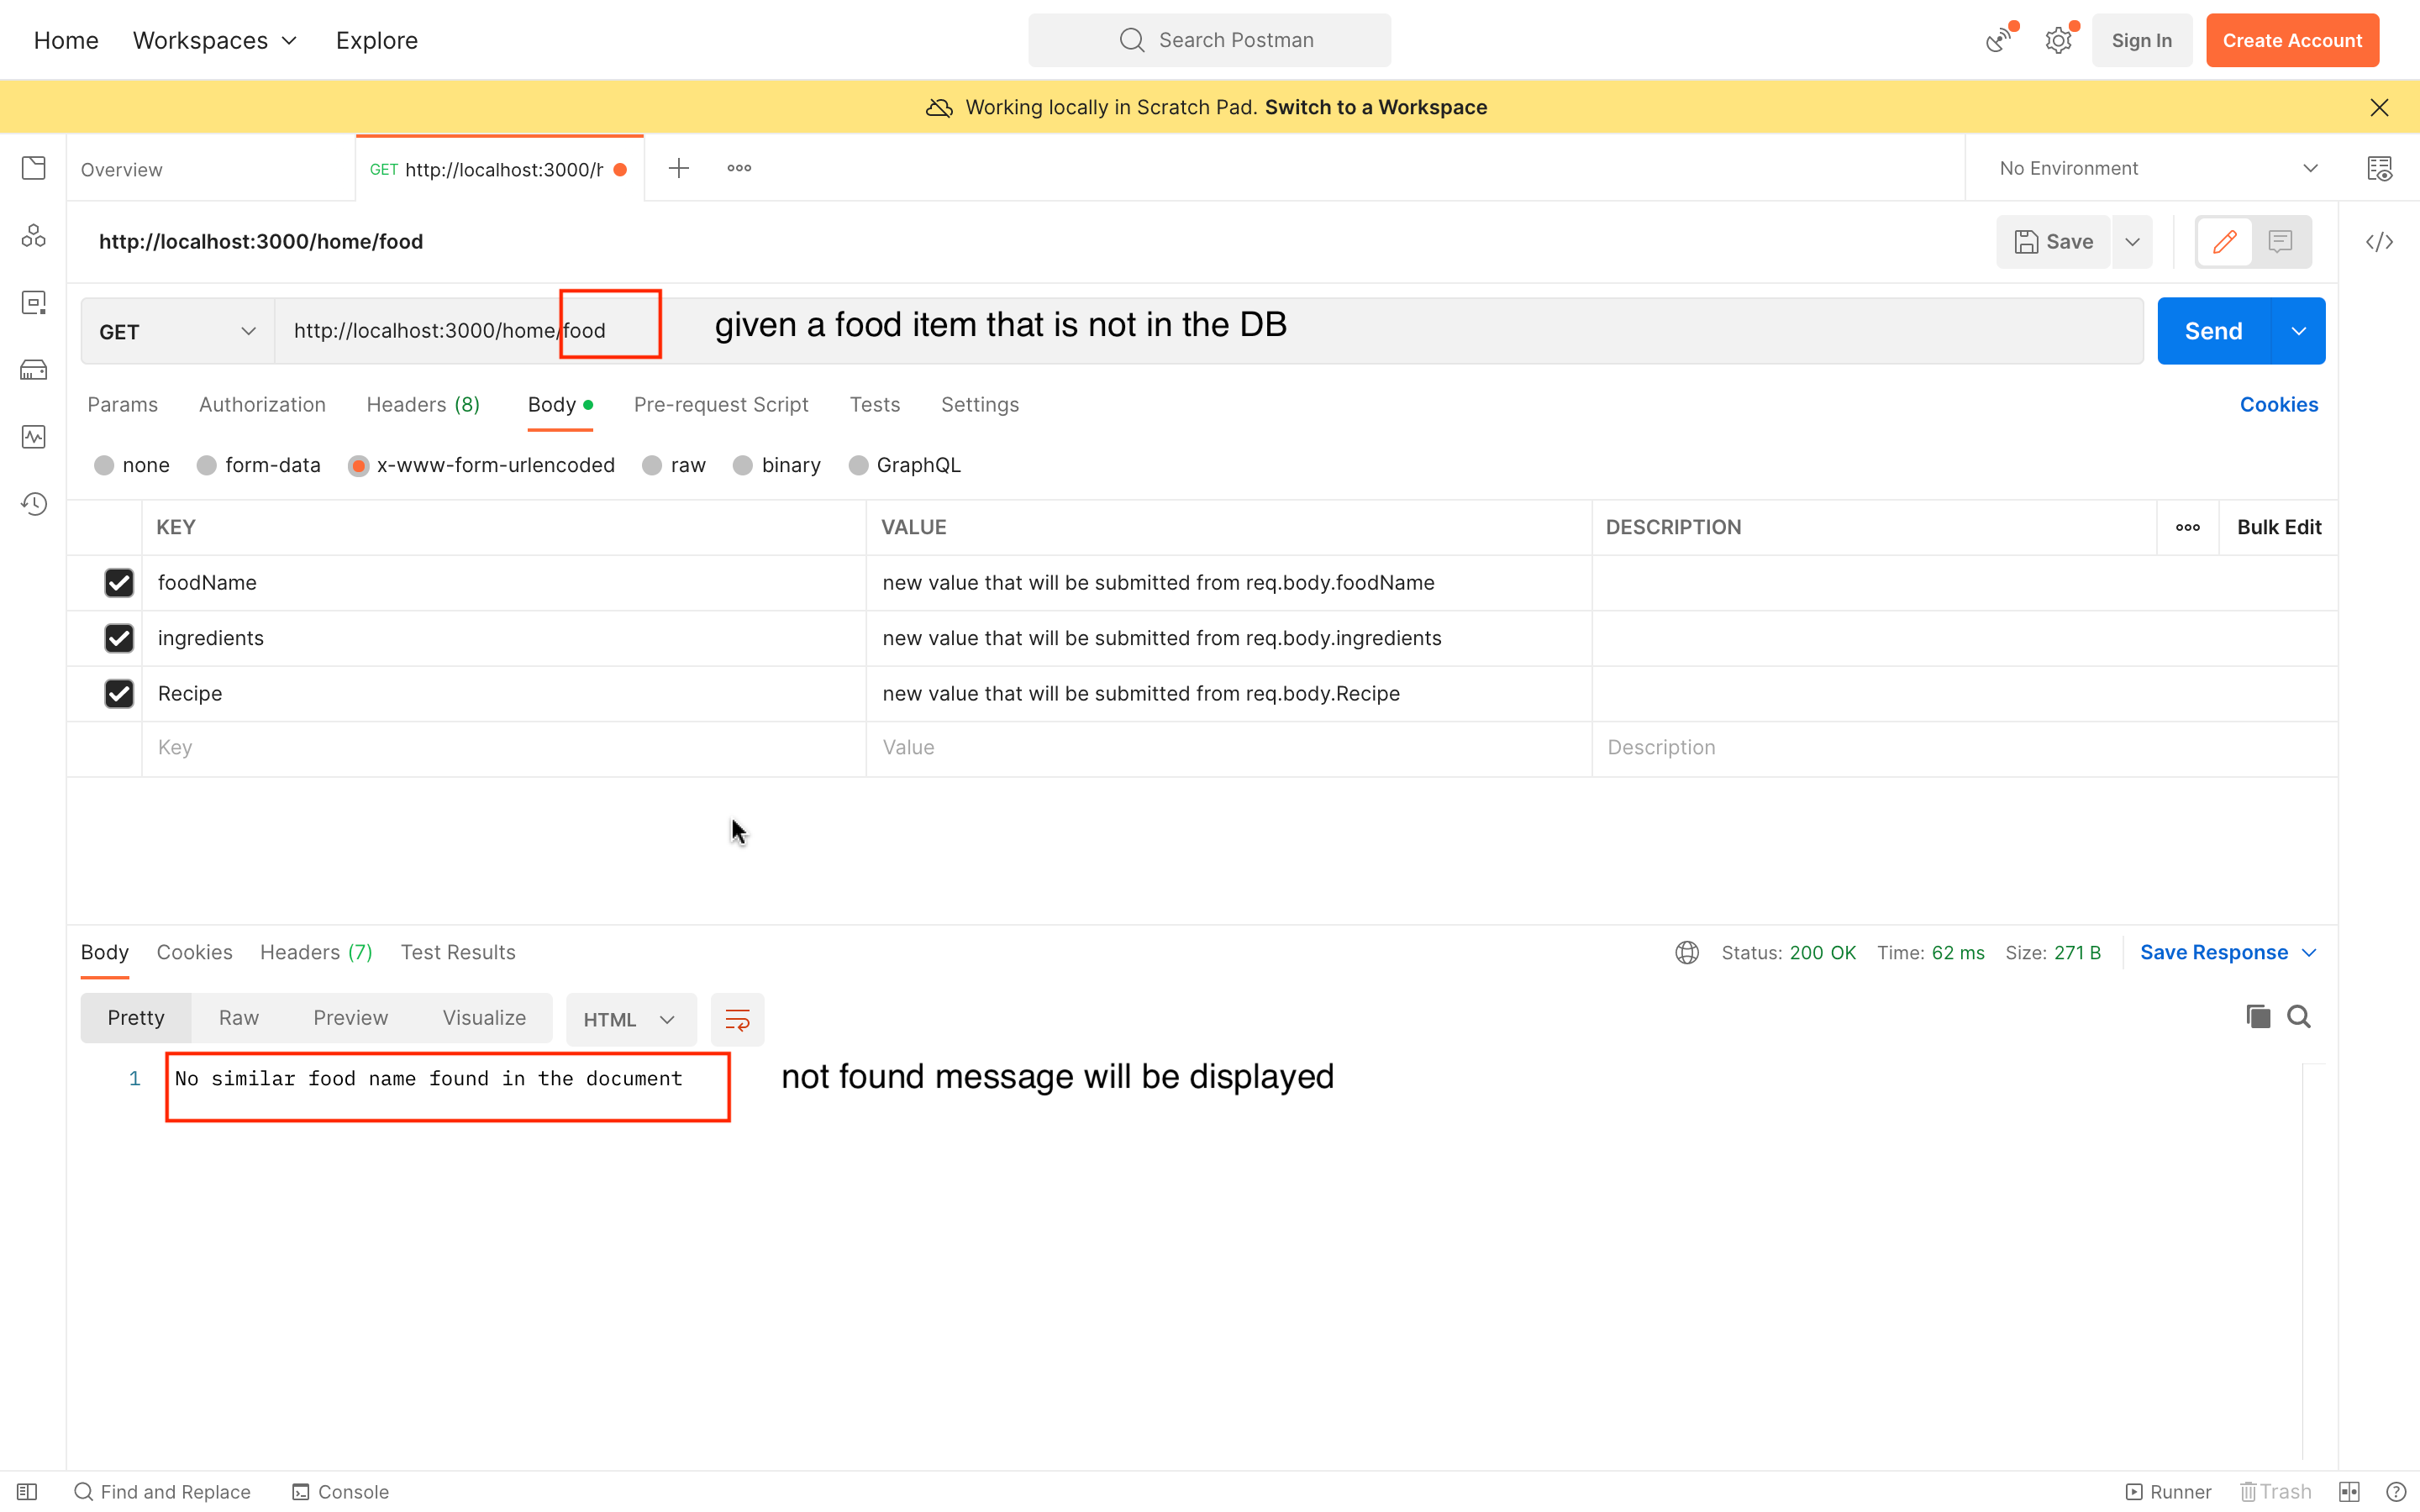 Home Workspaces Explore Search Postman Sign In Create Account
Working locally in Scratch Pad. Switch to a Workspace
Overview GET http://localhost:3000/h No Environment
http://localhost:3000/home/food Save
GET http://localhost:3000/home/food given a food item that is not in the DB Send
Params Authorization Headers (8) Body Pre-request Script Tests Settings Cookies
none form-data x-www-form-urlencoded raw binary GraphQL
KEY VALUE DESCRIPTION Bulk Edit
foodName new value that will be submitted from req.body.foodName
ingredients new value that will be submitted from req.body.ingredients
Recipe new value that will be submitted from req.body.Recipe
Key Value Description
Body Cookies Headers (7) Test Results Status: 200 OK Time: 62 ms Size: 271 B Save Response
Pretty Raw Preview Visualize HTML
1 No similar food name found in the document not found message will be displayed
Find and Replace Console Runner Trash